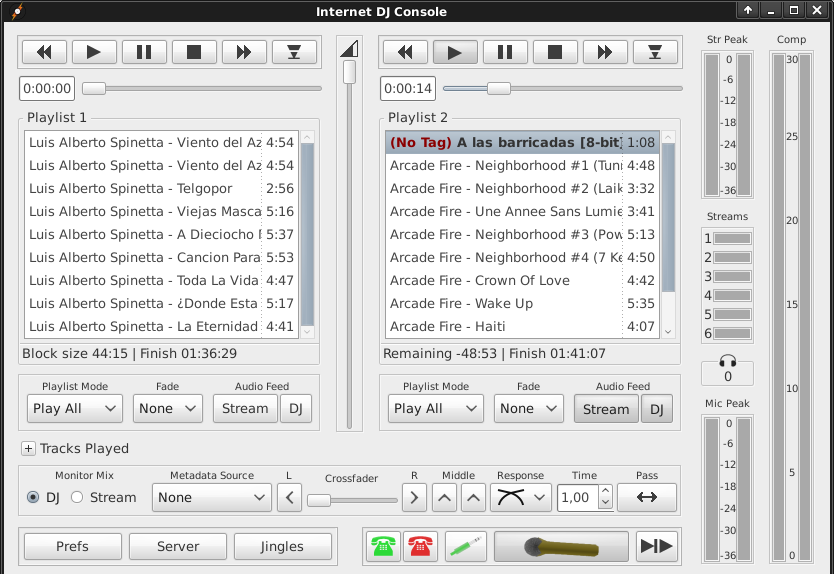 Internet DJ Console
0:00:00
Playlist 1
Luis Alberto Spinetta - Viento del Az 4:54
Luis Alberto Spinetta - Viento del Az 4:54
Luis Alberto Spinetta - Telgopor 2:56
Luis Alberto Spinetta - Viejas Masca 5:16
Luis Alberto Spinetta - A Dieciocho 5:37
Luis Alberto Spinetta - Cancion Para 5:53
Luis Alberto Spinetta - Toda La Vida 4:47
Luis Alberto Spinetta - ¿Donde Esta 5:17
Luis Alberto Spinetta - La Eternidad 4:41
Block size 44:15 | Finish 01:36:29
Playlist Mode Fade Audio Feed
Play All None Stream DJ
0:00:14
Playlist 2
(No Tag) A las barricadas [8-bit] 1:08
Arcade Fire - Neighborhood #1 (Tun 4:48
Arcade Fire - Neighborhood #2 (Laik 3:32
Arcade Fire - Une Annee Sans Lumie 3:41
Arcade Fire - Neighborhood #3 (Pow 5:13
Arcade Fire - Neighborhood #4 (7 Ke 4:50
Arcade Fire - Crown Of Love 4:42
Arcade Fire - Wake Up 5:35
Arcade Fire - Haiti 4:07
Remaining -48:53 | Finish 01:41:07
Playlist Mode Fade Audio Feed
Play All None Stream DJ
Tracks Played
Monitor Mix Metadata Source L Crossfader R Middle Response Time Pass
DJ Stream None 1,00
Prefs Server Jingles
Str Peak
0
-6
-12
-18
-24
-30
-36
Streams
1
2
3
4
5
6
0
Mic Peak
0
-6
-12
-18
-24
-30
-36
Comp
30
25
20
15
10
5
0